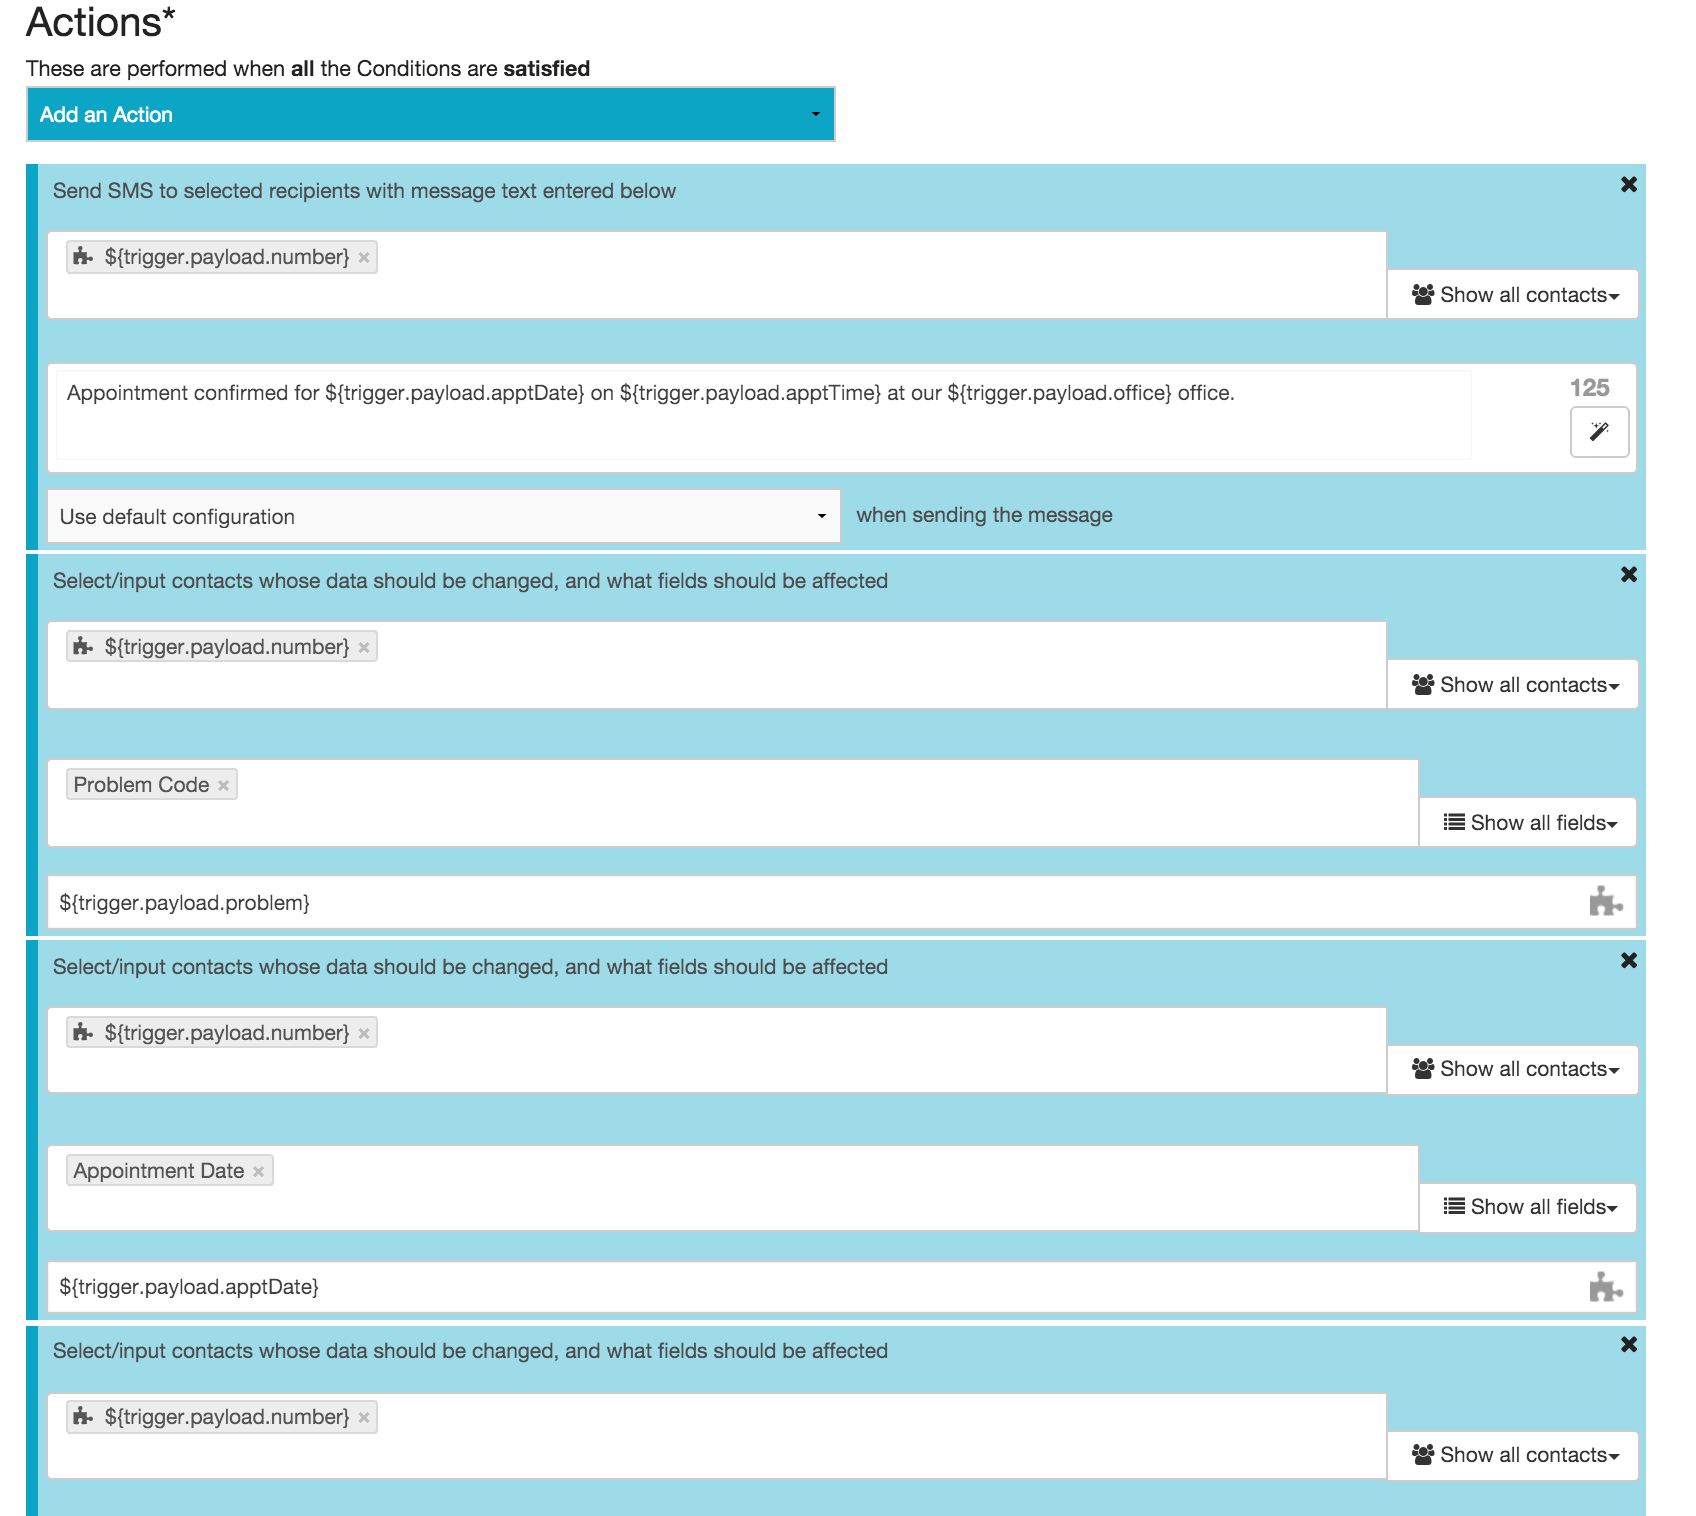 Actions*
These are performed when all the Conditions are satisfied
Add an Action
Send SMS to selected recipients with message text entered below
${trigger.payload.number} ×
Show all contacts
Appointment confirmed for ${trigger.payload.apptDate} on ${trigger.payload.apptTime} at our ${trigger.payload.office} office.
125
Use default configuration
when sending the message
Select/input contacts whose data should be changed, and what fields should be affected
${trigger.payload.number} ×
Show all contacts
Problem Code ×
Show all fields
${trigger.payload.problem}
Select/input contacts whose data should be changed, and what fields should be affected
${trigger.payload.number} ×
Show all contacts
Appointment Date ×
Show all fields
${trigger.payload.apptDate}
Select/input contacts whose data should be changed, and what fields should be affected
${trigger.payload.number} ×
Show all contacts